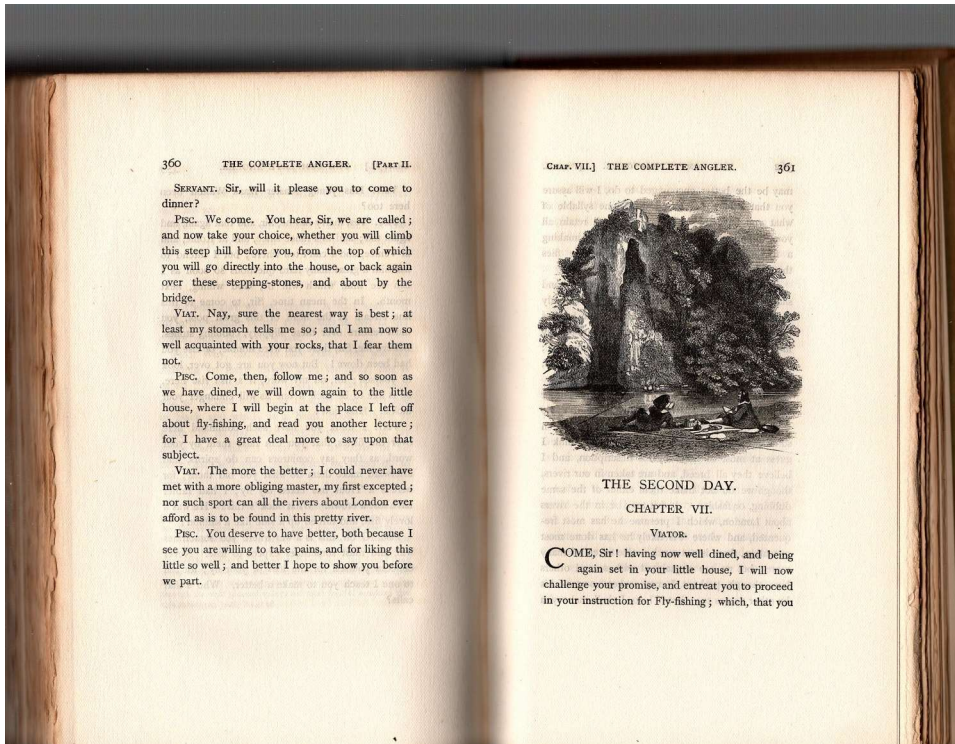 360 THE COMPLETE ANGLER. [PART II.
SERVANT. Sir, will it please you to come to
dinner?
PISC. We come. You hear, Sir, we are called;
and now take your choice, whether you will climb
this steep hill before you, from the top of which
you will go directly into the house, or back again
over these stepping-stones, and about by the
bridge.
VIAT. Nay, sure the nearest way is best; at
least my stomach tells me so; and I am now so
well acquainted with your rocks, that I fear them
not.
PISC. Come, then, follow me; and so soon as
we have dined, we will down again to the little
house, where I will begin at the place I left off
about fly-fishing, and read you another lecture;
for I have a great deal more to say upon that
subject.
VIAT. The more the better; I could never have
met with a more obliging master, my first excepted;
nor such sport can all the rivers about London ever
afford as is to be found in this pretty river.
PISC. You deserve to have better, both because I
see you are willing to take pains, and for liking this
little so well; and better I hope to show you before
we part.
CHAP. VII.] THE COMPLETE ANGLER. 361
THE SECOND DAY.
CHAPTER VII.
VIATOR.
COME, Sir! having now well dined, and being
again set in your little house, I will now
challenge your promise, and entreat you to proceed
in your instruction for Fly-fishing; which, that you